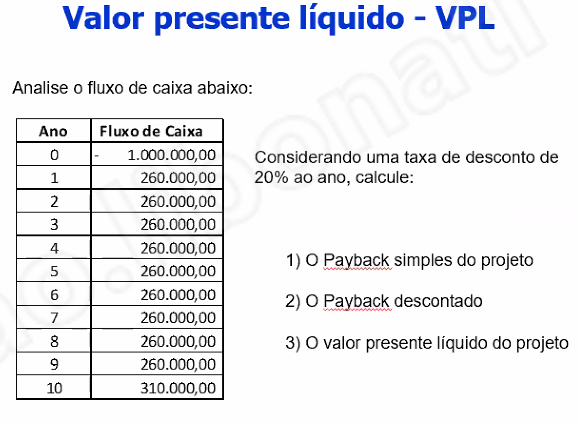 Valor presente líquido - VPL
Analise o fluxo de caixa abaixo:
Ano Fluxo de Caixa
0 - 1.000.000,00
1 260.000,00
2 260.000,00
3 260.000,00
4 260.000,00
5 260.000,00
6 260.000,00
7 260.000,00
8 260.000,00
9 260.000,00
10 310.000,00
Considerando uma taxa de desconto de
20% ao ano, calcule:
1) O Payback simples do projeto
2) O Payback descontado
3) O valor presente líquido do projeto